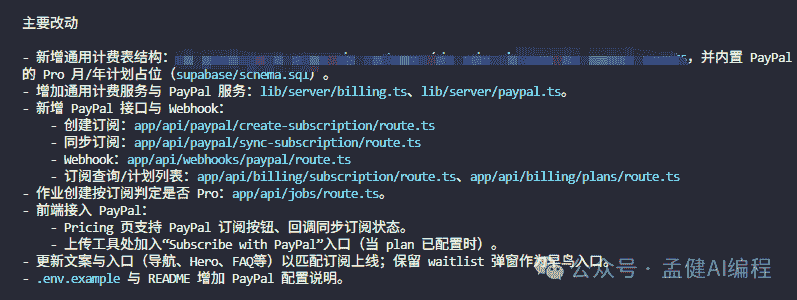 主要改动
- 新增通用计费表结构： ，并内置 PayPal
的 Pro 月/年计划占位（supabase/schema.sql）。
- 增加通用计费服务与 PayPal 服务：lib/server/billing.ts、lib/server/paypal.ts。
- 新增 PayPal 接口与 Webhook：
- 创建订阅：app/api/paypal/create-subscription/route.ts
- 同步订阅：app/api/paypal/sync-subscription/route.ts
- Webhook：app/api/webhooks/paypal/route.ts
- 订阅查询/计划列表：app/api/billing/subscription/route.ts、app/api/billing/plans/route.ts
- 作业创建按订阅判定是否 Pro：app/api/jobs/route.ts。
- 前端接入 PayPal：
- Pricing 页支持 PayPal 订阅按钮、回调同步订阅状态。
- 上传工具处加入“Subscribe with PayPal”入口（当 plan 已配置时）。
- 更新文案与入口（导航、Hero、FAQ等）以匹配订阅上线；保留 waitlist 弹窗作为早鸟入口。
- .env.example 与 README 增加 PayPal 配置说明。
公众号 · 孟健AI编程